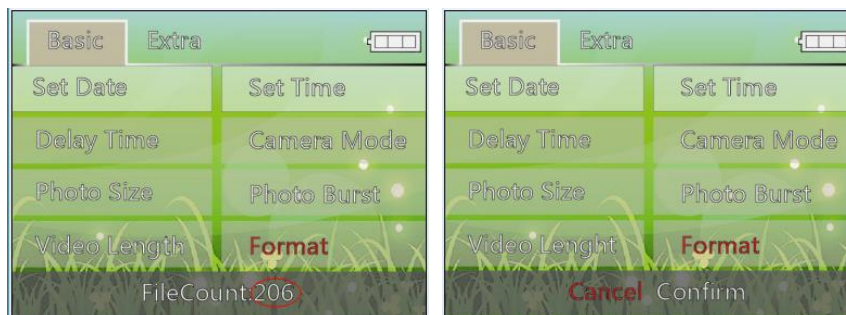 Basic Extra
Set Date Set Time
Delay Time Camera Mode
Photo Size Photo Burst
Video Length Format
FileCount:206
Basic Extra
Set Date Set Time
Delay Time Camera Mode
Photo Size Photo Burst
Video Lenght Format
Cancel Confirm